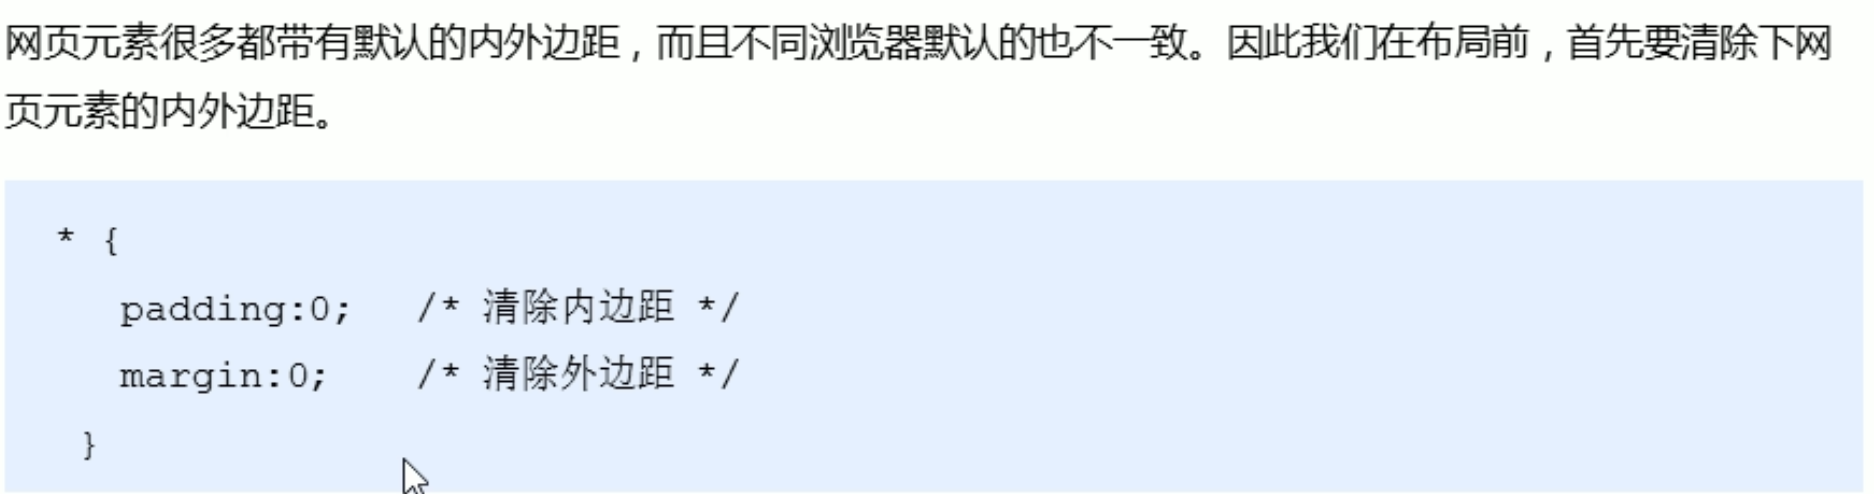 网页元素很多都带有默认的内外边距，而且不同浏览器默认的也不一致。因此我们在布局前，首先要清除下网
页元素的内外边距。
* {
padding:0; /* 清除内边距 */
margin:0; /* 清除外边距 */
}